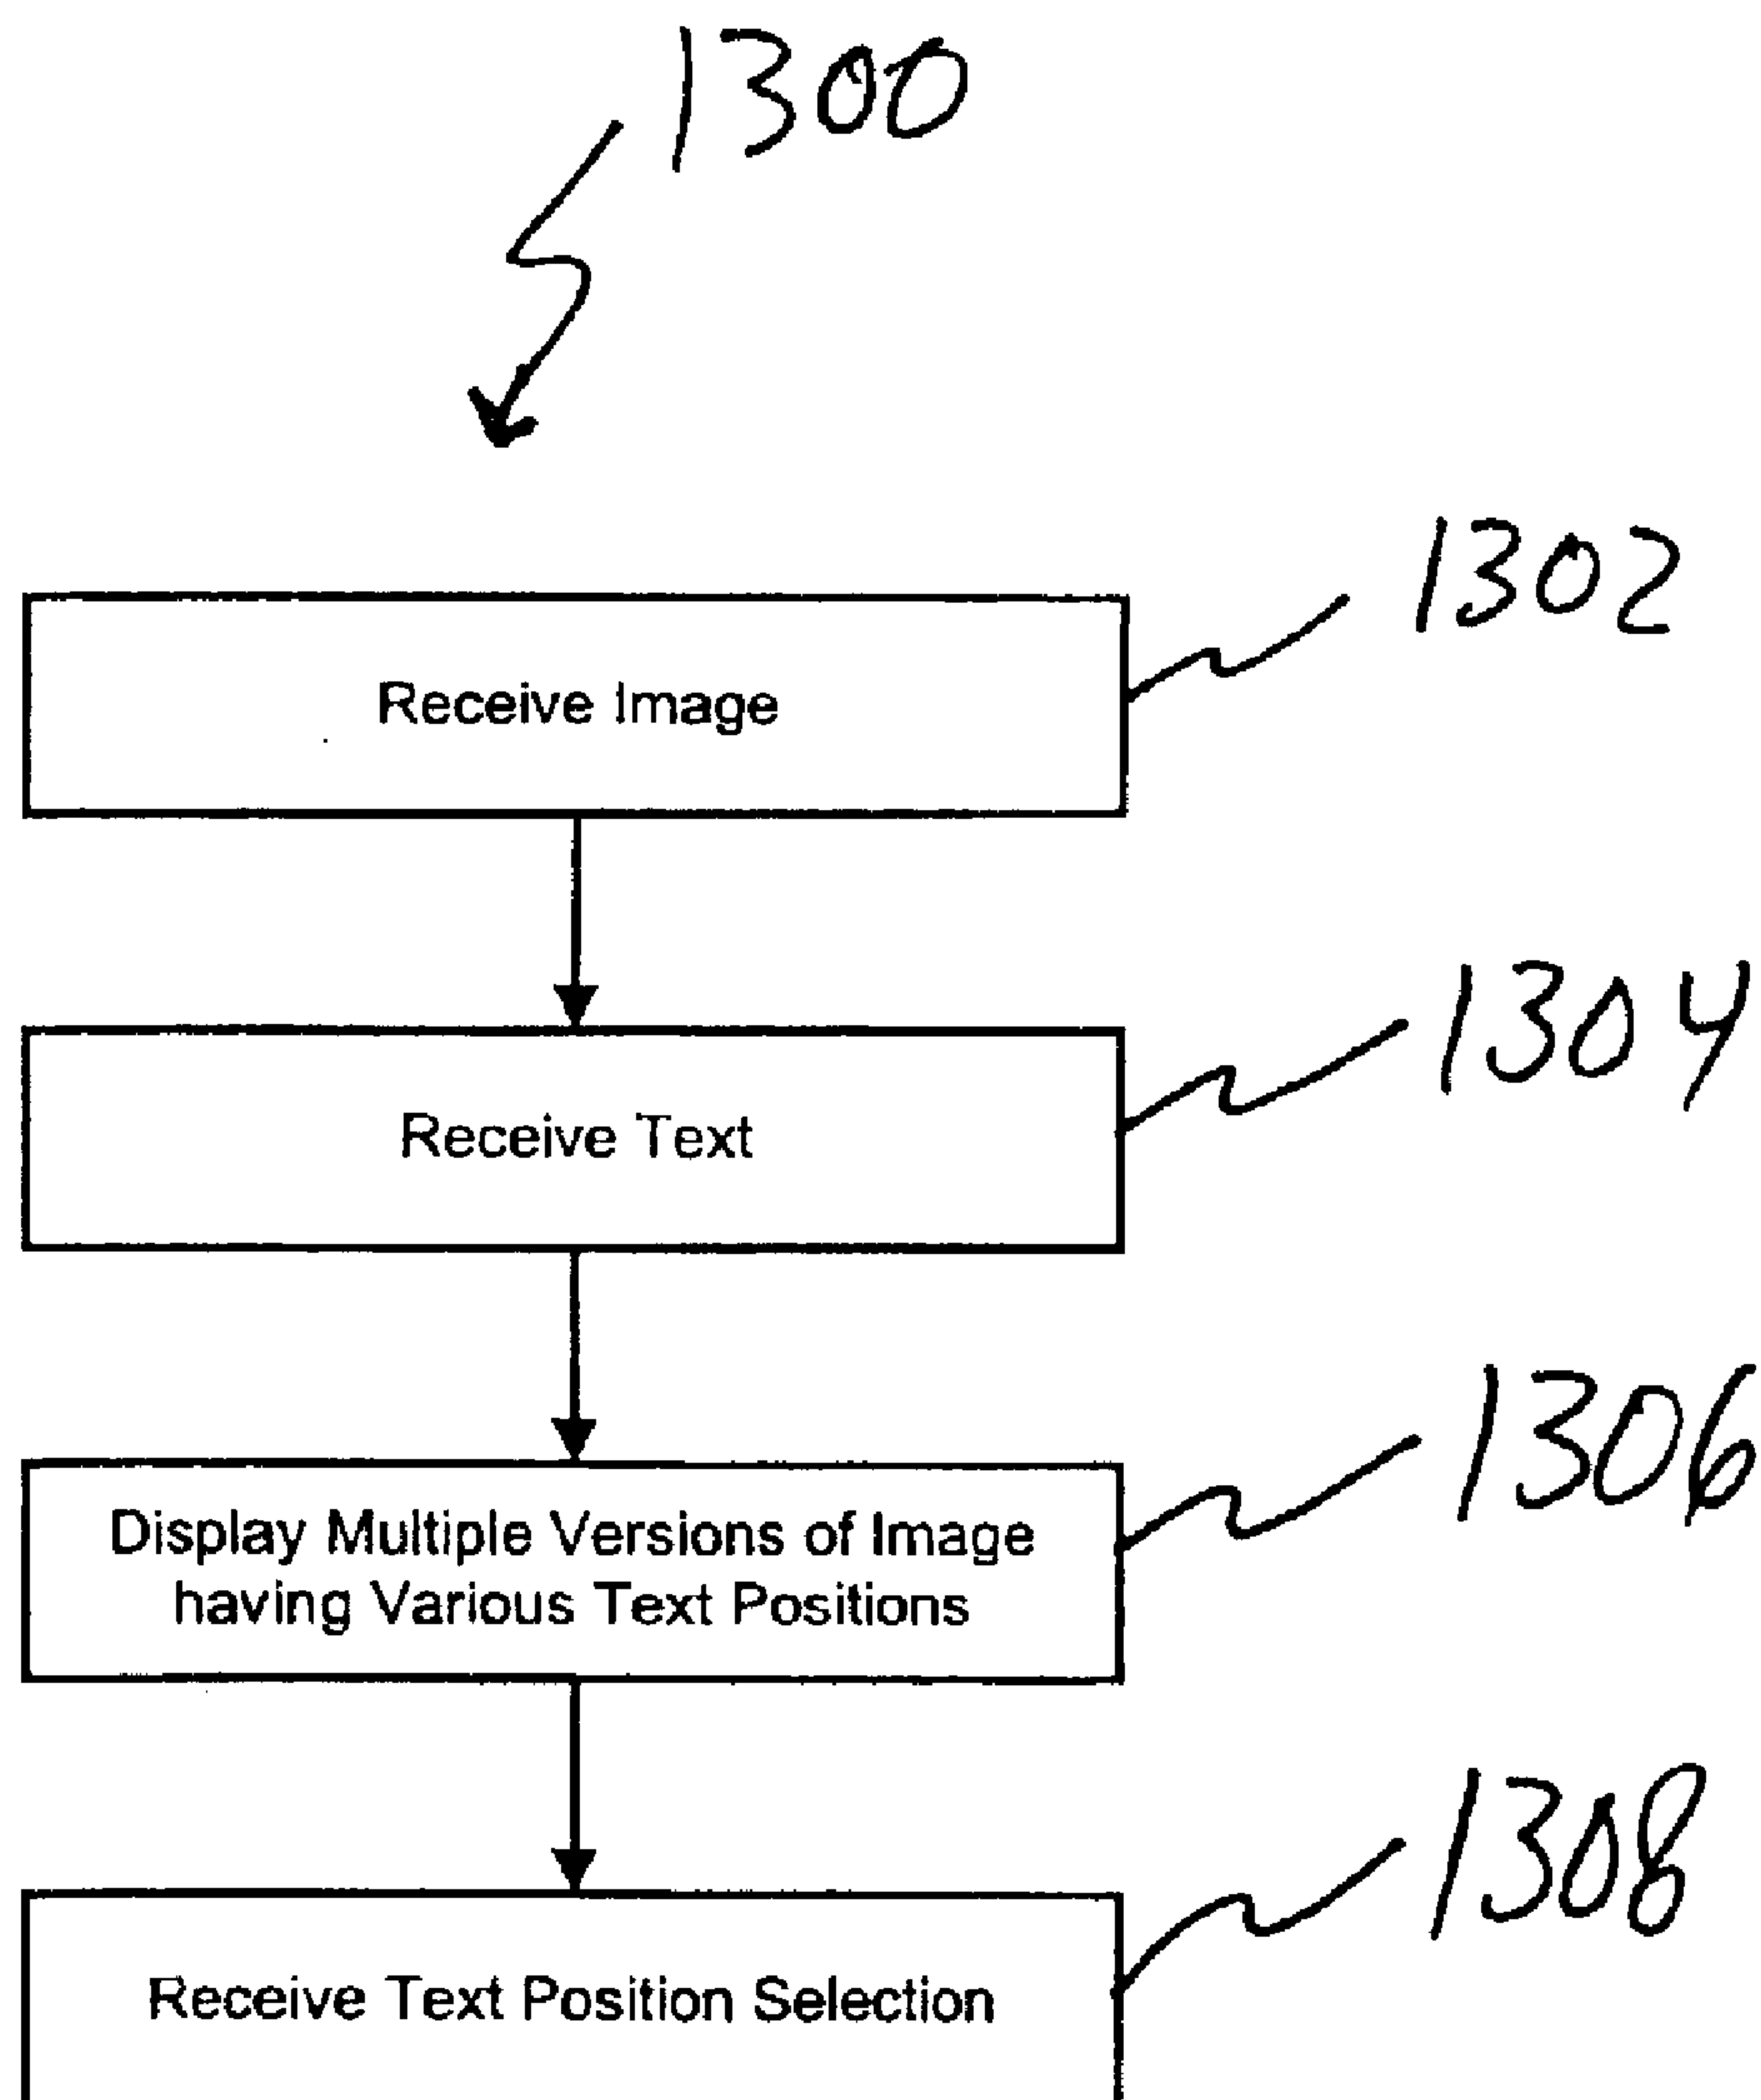 1300
1302
Receive Image
1304
Receive Text
1306
Display Multiple Versions of Image
having Various Text Positions
1308
Receive Text Position Selection